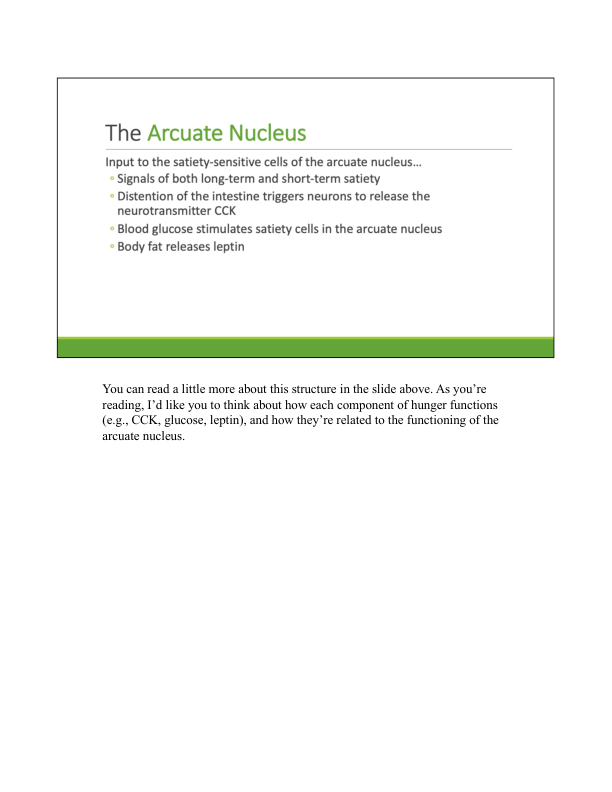 The Arcuate Nucleus
Input to the satiety-sensitive cells of the arcuate nucleus…
◦ Signals of both long-term and short-term satiety
◦ Distention of the intestine triggers neurons to release the
neurotransmitter CCK
◦ Blood glucose stimulates satiety cells in the arcuate nucleus
◦ Body fat releases leptin
You can read a little more about this structure in the slide above. As you’re
reading, I’d like you to think about how each component of hunger functions
(e.g., CCK, glucose, leptin), and how they’re related to the functioning of the
arcuate nucleus.